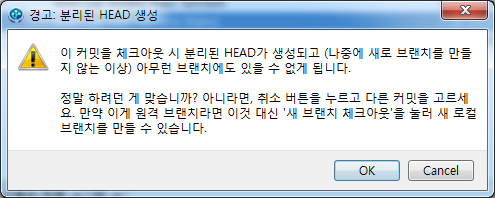 경고: 분리된 HEAD 생성
이 커밋을 체크아웃 시 분리된 HEAD가 생성되고 (나중에 새로 브랜치를 만들
지 않는 이상) 아무런 브랜치에도 있을 수 없게 됩니다.
정말 하려던 게 맞습니까? 아니라면, 취소 버튼을 누르고 다른 커밋을 고르세
요. 만약 이게 원격 브랜치라면 이것 대신 '새 브랜치 체크아웃'을 눌러 새 로컬
브랜치를 만들 수 있습니다.
OK
Cancel